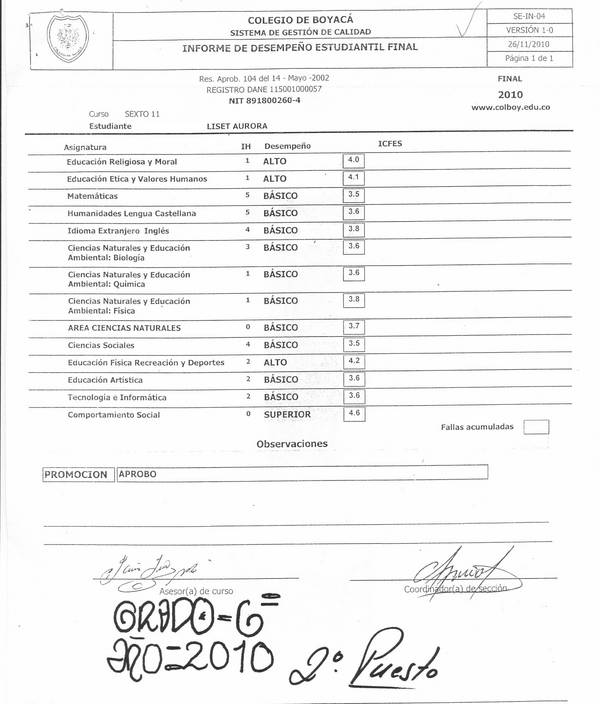 COLEGIO DE BOYACÁ
SISTEMA DE GESTIÓN DE CALIDAD
INFORME DE DESEMPEÑO ESTUDIANTIL FINAL
SE-IN-04
VERSIÓN 1-0
26/11/2010
Página 1 de 1
Res. Aprob. 104 del 14 - Mayo -2002
REGISTRO DANE 115001000057
NIT 891800260-4
FINAL
2010
www.colboy.edu.co
Curso SEXTO 11
Estudiante LISET AURORA
Asignatura IH Desempeño ICFES
Educación Religiosa y Moral 1 ALTO 4.0
Educación Etica y Valores Humanos 1 ALTO 4.1
Matemáticas 5 BÁSICO 3.5
Humanidades Lengua Castellana 5 BÁSICO 3.6
Idioma Extranjero Inglés 4 BÁSICO 3.8
Ciencias Naturales y Educación 3 BÁSICO 3.6
Ambiental: Biología
Ciencias Naturales y Educación 1 BÁSICO 3.6
Ambiental: Química
Ciencias Naturales y Educación 1 BÁSICO 3.8
Ambiental: Física
AREA CIENCIAS NATURALES 0 BÁSICO 3.7
Ciencias Sociales 4 BÁSICO 3.5
Educación Física Recreación y Deportes 2 ALTO 4.2
Educación Artística 2 BÁSICO 3.6
Tecnología e Informática 2 BÁSICO 3.6
Comportamiento Social 0 SUPERIOR 4.6
Fallas acumuladas
Observaciones
PROMOCION APROBO
Asesor(a) de curso
Coordinador(a) de sección
GRADO=6º
AÑO=2010 2º Puesto